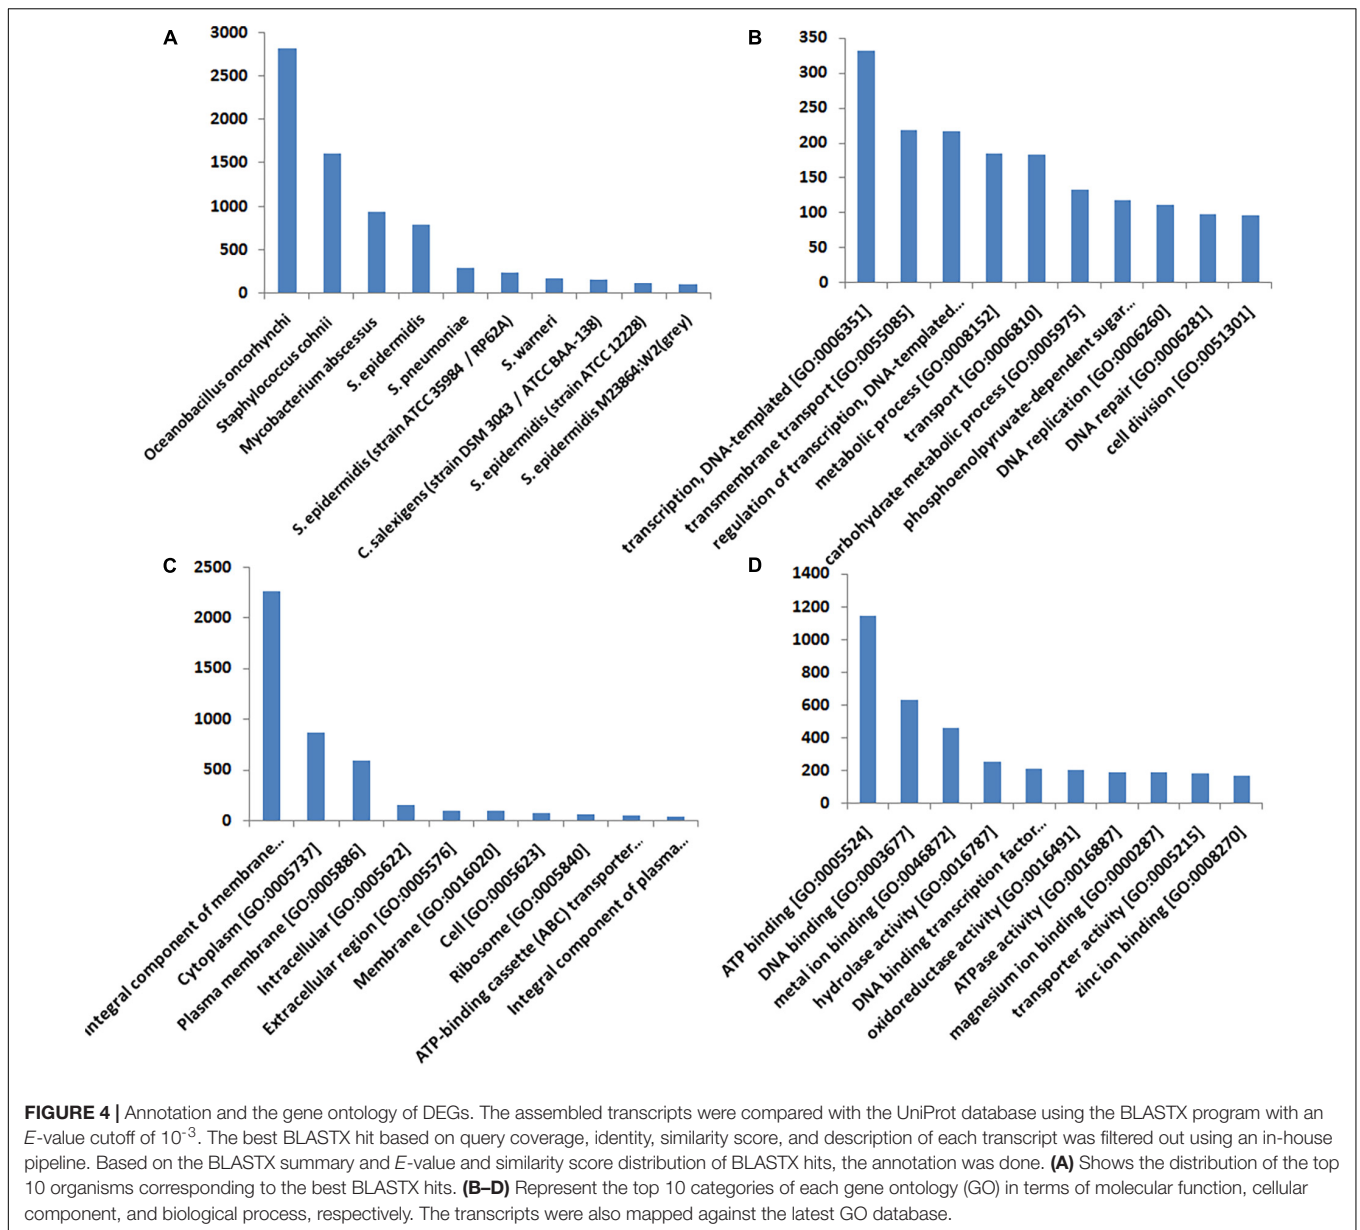 A
3000
2500
2000
1500
1000
500
0
Oceanobacillus oncorhynchi
Staphylococcus cohnii
Mycobacterium abscessus
S. epidermidis
S. pneumoniae
S. epidermidis (strain ATCC 35984 / RP62A)
S. warneri
C. salexigens (strain DSM 3043 / ATCC BAA-138)
S. epidermidis (strain ATCC 12228)
S. epidermidis M23864:W2(grey)
B
350
300
250
200
150
100
50
0
transcription, DNA-templated [GO:0006351]
transmembrane transport [GO:0055085]
regulation of transcription, DNA-templated...
metabolic process [GO:0008152]
transport [GO:0006810]
carbohydrate metabolic process [GO:0005975]
phosphoenolpyruvate-dependent sugar...
DNA replication [GO:0006260]
DNA repair [GO:0006281]
cell division [GO:0051301]
C
2500
2000
1500
1000
500
0
Integral component of membrane...
Cytoplasm [GO:0005737]
Plasma membrane [GO:0005886]
Intracellular [GO:0005622]
Extracellular region [GO:0005576]
Membrane [GO:0016020]
Cell [GO:0005623]
Ribosome [GO:0005840]
ATP-binding cassette (ABC) transporter...
Integral component of plasma...
D
1400
1200
1000
800
600
400
200
0
ATP binding [GO:0005524]
DNA binding [GO:0003677]
metal ion binding [GO:0046872]
hydrolase activity [GO:0016787]
DNA binding transcription factor...
oxidoreductase activity [GO:0016491]
ATPase activity [GO:0016887]
magnesium ion binding [GO:0000287]
transporter activity [GO:0005215]
zinc ion binding [GO:0008270]
FIGURE 4 | Annotation and the gene ontology of DEGs. The assembled transcripts were compared with the UniProt database using the BLASTX program with an
E-value cutoff of 10⁻³. The best BLASTX hit based on query coverage, identity, similarity score, and description of each transcript was filtered out using an in-house
pipeline. Based on the BLASTX summary and E-value and similarity score distribution of BLASTX hits, the annotation was done. (A) Shows the distribution of the top
10 organisms corresponding to the best BLASTX hits. (B–D) Represent the top 10 categories of each gene ontology (GO) in terms of molecular function, cellular
component, and biological process, respectively. The transcripts were also mapped against the latest GO database.